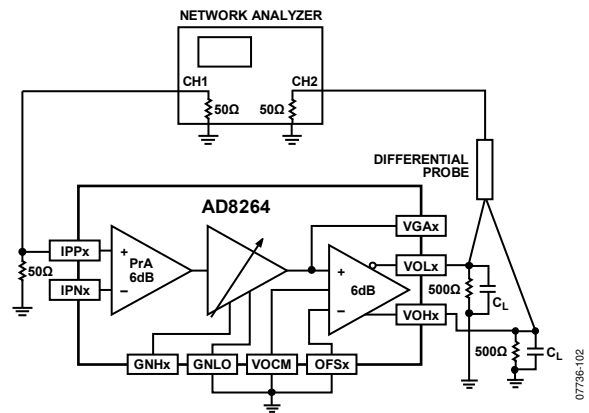 NETWORK ANALYZER
CH1
CH2
50Ω
50Ω
DIFFERENTIAL
PROBE
AD8264
VGAx
IPPx
+
PrA
6dB
–
+
6dB
–
VOLx
50Ω
IPNx
500Ω
CL
VOHx
500Ω
CL
GNHx
GNLO
VOCM
OFSx
07736-102